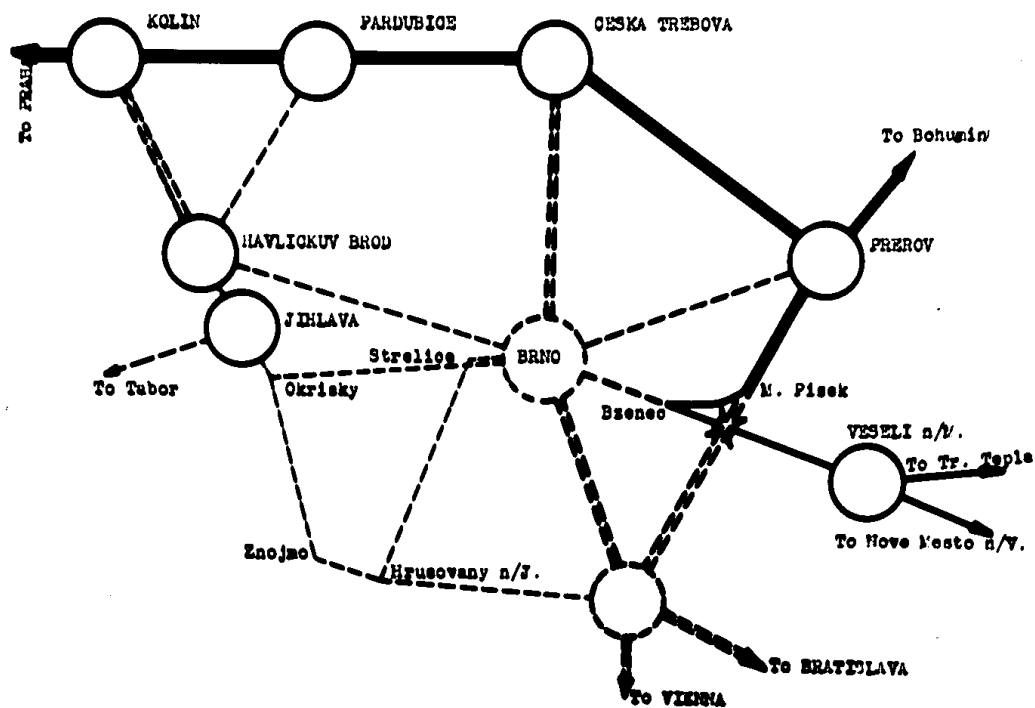 KOLIN
PARDUBICE
CESKA TREBOVA
To PRAHA
To Bohumin
HAVLICKUV BROD
PREROV
JIHLAVA
Strelice
BRNO
To Tabor
Okrisky
Bzenec
M. Pisek
VESELI n/M.
To Tr. Tepla
To Nove Mesto n/V.
Znojmo
Hrusovany n/J.
To BRATISLAVA
To VIENNA